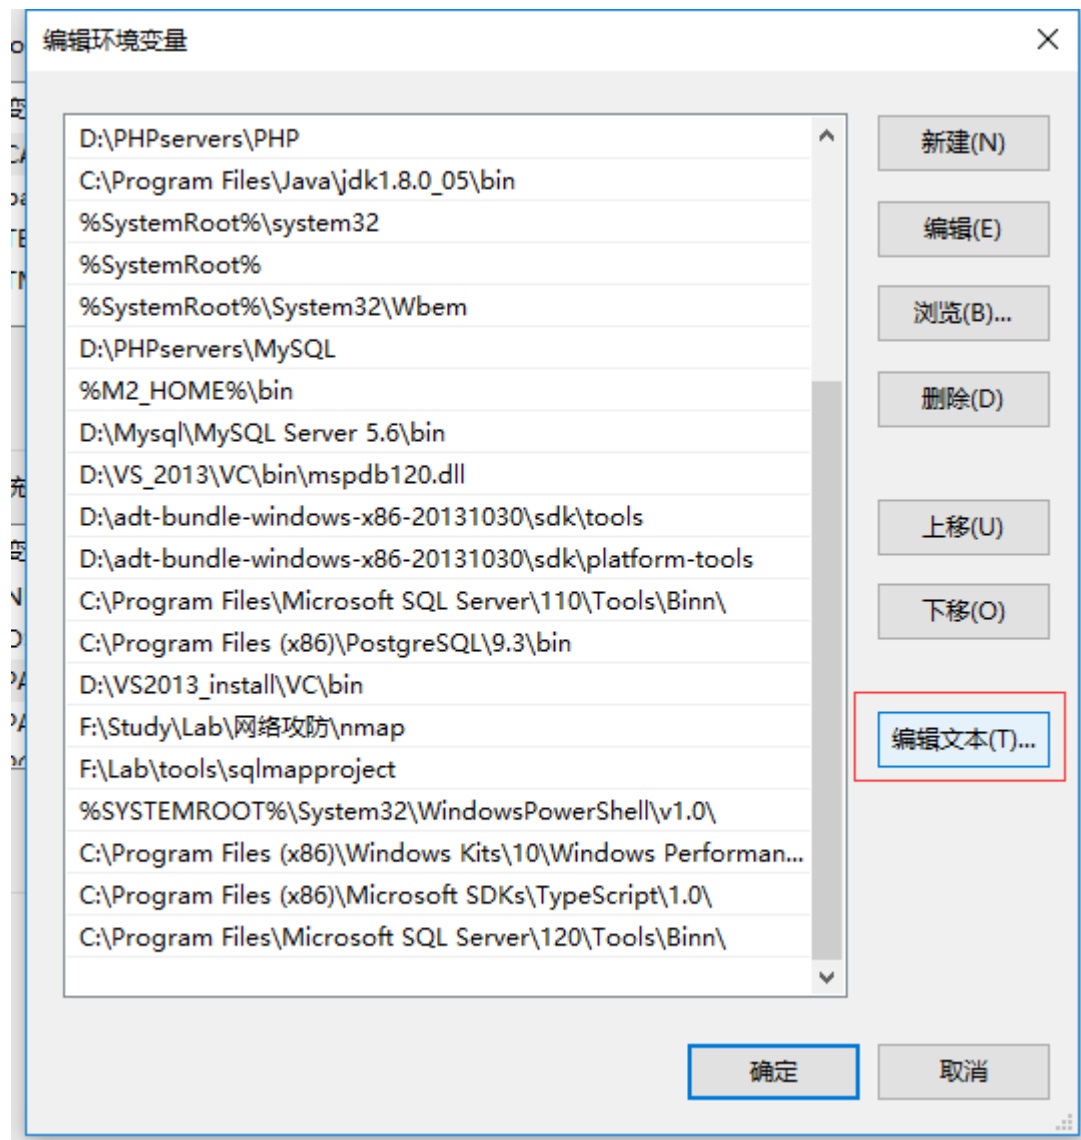 编辑环境变量
D:\PHPservers\PHP
C:\Program Files\Java\jdk1.8.0_05\bin
%SystemRoot%\system32
%SystemRoot%
%SystemRoot%\System32\Wbem
D:\PHPservers\MySQL
%M2_HOME%\bin
D:\Mysql\MySQL Server 5.6\bin
D:\VS_2013\VC\bin\mspdb120.dll
D:\adt-bundle-windows-x86-20131030\sdk\tools
D:\adt-bundle-windows-x86-20131030\sdk\platform-tools
C:\Program Files\Microsoft SQL Server\110\Tools\Binn\
C:\Program Files (x86)\PostgreSQL\9.3\bin
D:\VS2013_install\VC\bin
F:\Study\Lab\网络攻防\nmap
F:\Lab\tools\sqlmapproject
%SYSTEMROOT%\System32\WindowsPowerShell\v1.0\
C:\Program Files (x86)\Windows Kits\10\Windows Performan...
C:\Program Files (x86)\Microsoft SDKs\TypeScript\1.0\
C:\Program Files\Microsoft SQL Server\120\Tools\Binn\
新建(N)
编辑(E)
浏览(B)...
删除(D)
上移(U)
下移(O)
编辑文本(T)...
确定
取消